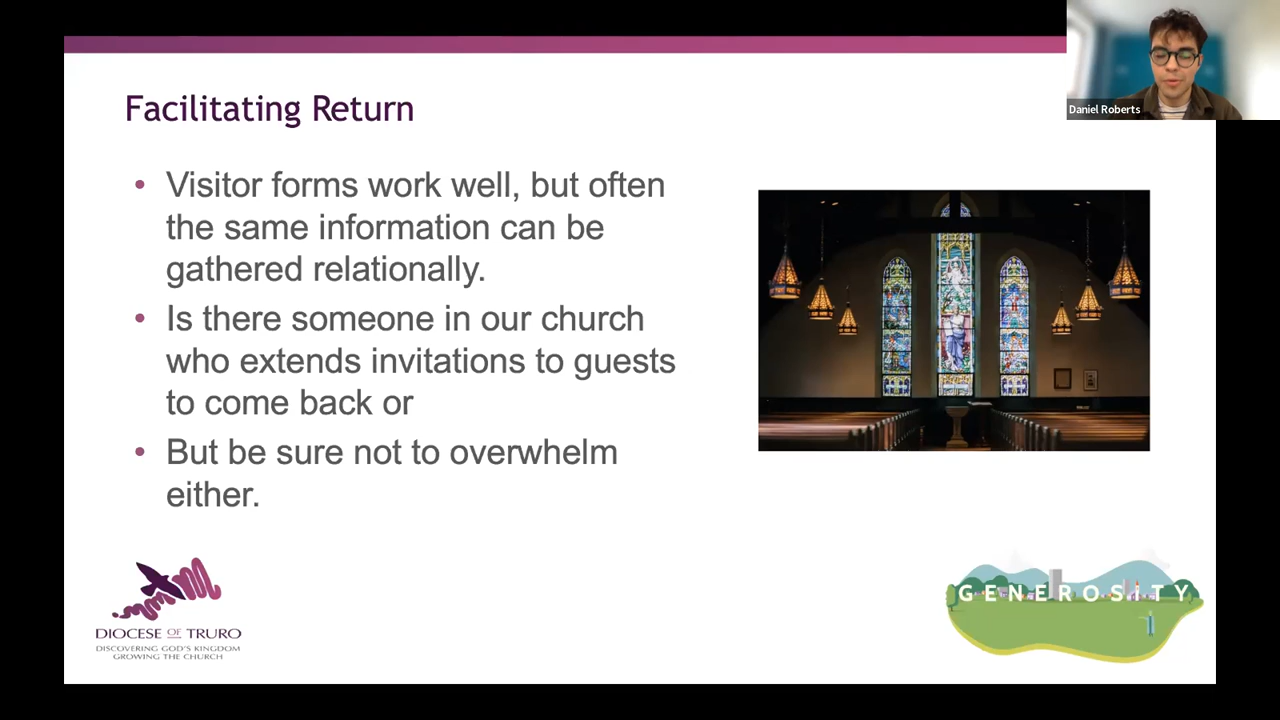 Daniel Roberts
Facilitating Return
• Visitor forms work well, but often
the same information can be
gathered relationally.
• Is there someone in our church
who extends invitations to guests
to come back or
• But be sure not to overwhelm
either.
DIOCESE OF TRURO
DISCOVERING GOD'S KINGDOM
GROWING THE CHURCH
GENEROSITY